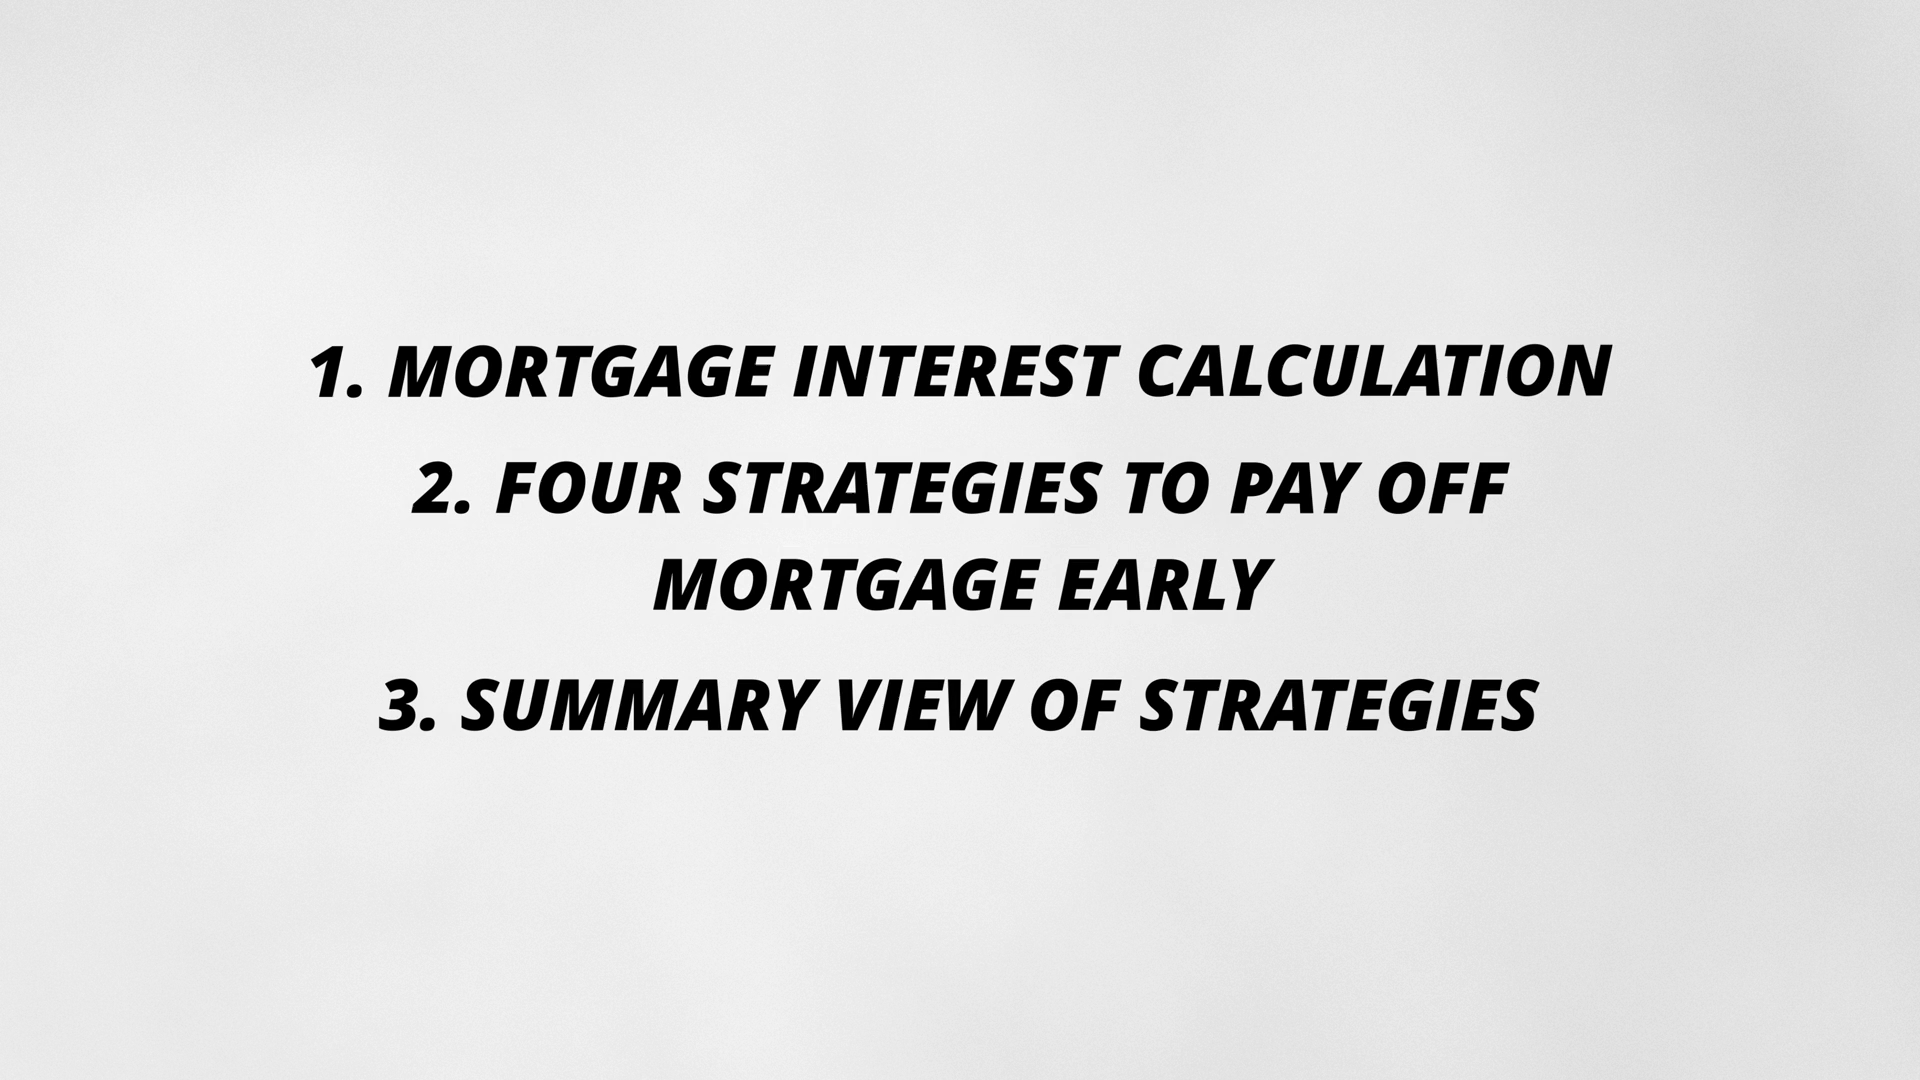 1. MORTGAGE INTEREST CALCULATION
2. FOUR STRATEGIES TO PAY OFF
MORTGAGE EARLY
3. SUMMARY VIEW OF STRATEGIES